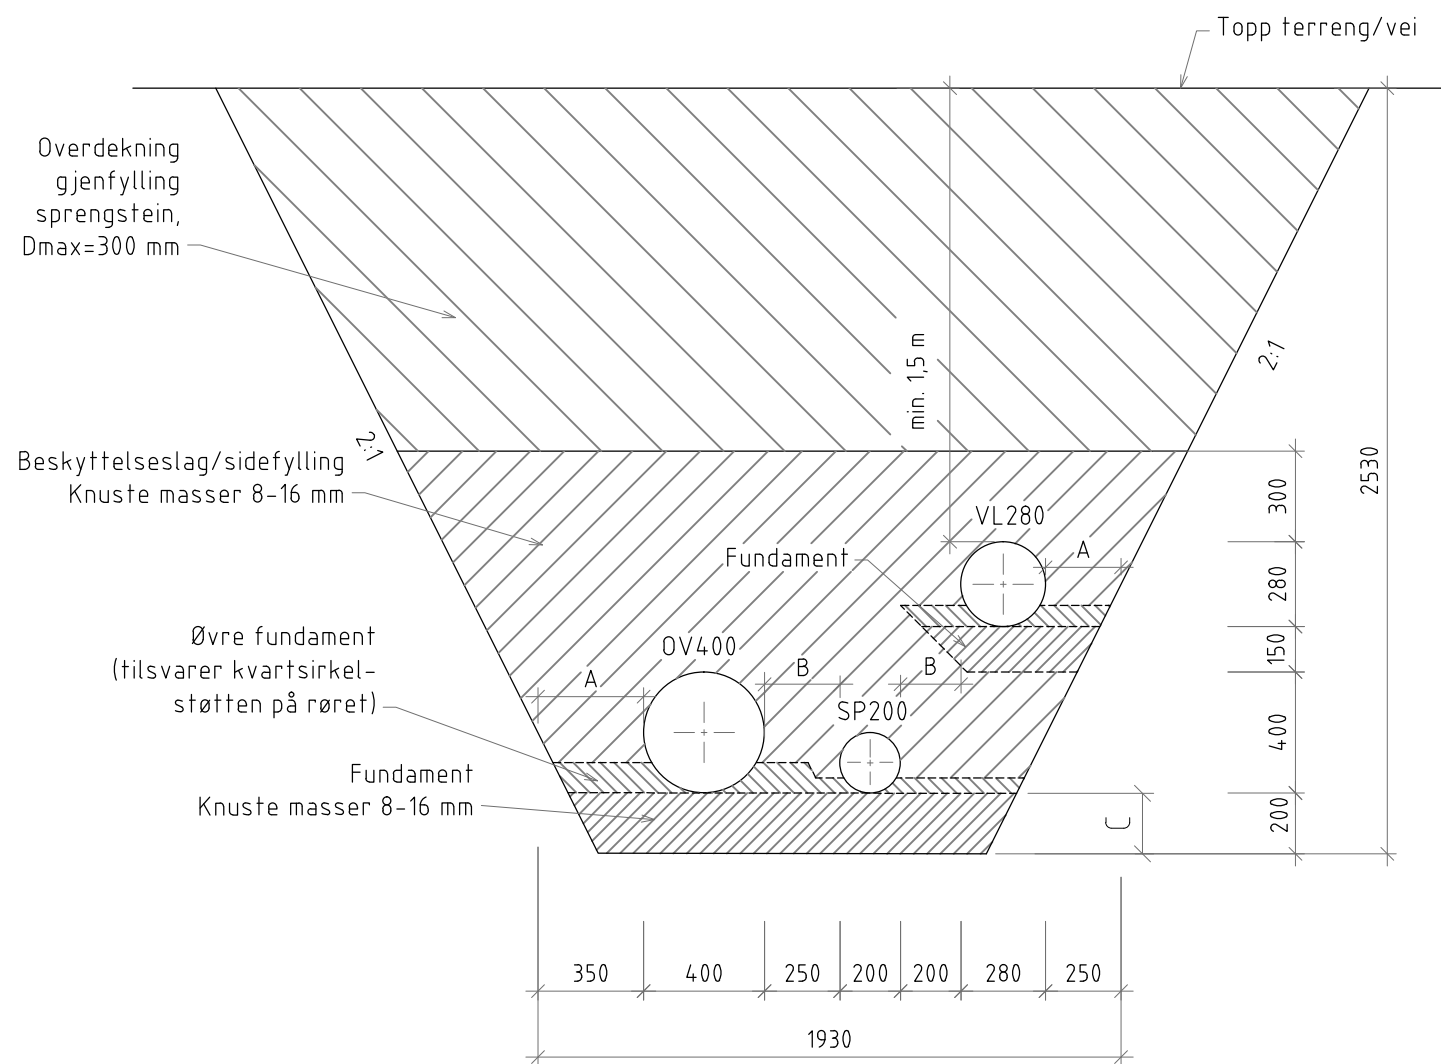 Topp terreng/vei
Overdekning
gjenfylling
sprengstein,
Dmax=300 mm
min. 1,5 m
2:1
2:1
Beskyttelseslag/sidefylling
Knuste masser 8-16 mm
VL280
A
Fundament
Øvre fundament
(tilsvarer kvartsirkel-
støtten på røret)
OV400
A
B
B
SP200
Fundament
Knuste masser 8-16 mm
C
300
280
150
400
200
2530
350
400
250
200
200
280
250
1930